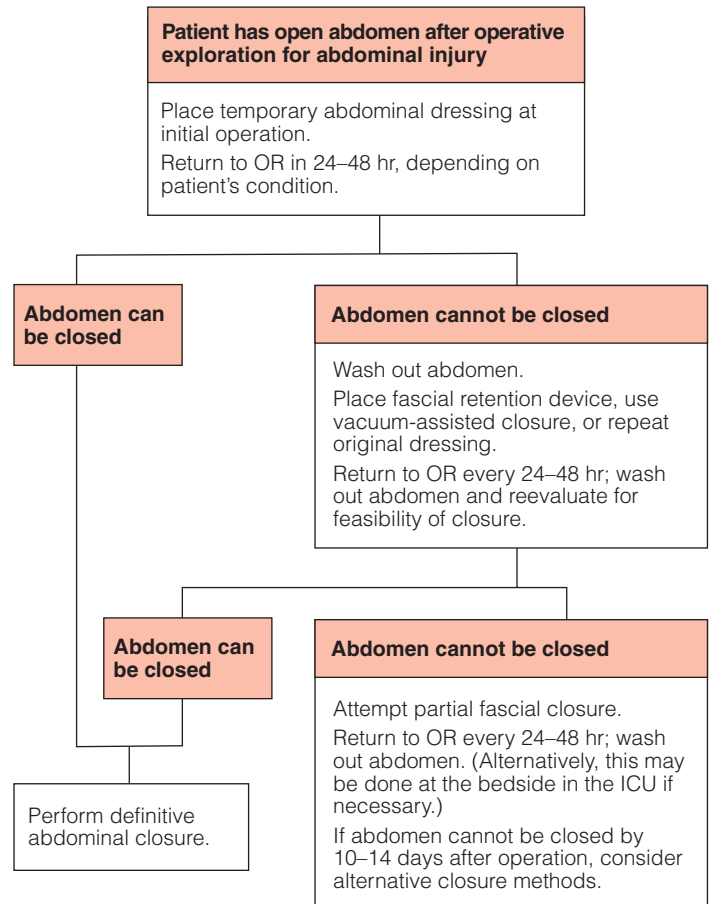 Patient has open abdomen after operative
exploration for abdominal injury
Place temporary abdominal dressing at
initial operation.
Return to OR in 24–48 hr, depending on
patient's condition.
Abdomen can
be closed
Abdomen cannot be closed
Wash out abdomen.
Place fascial retention device, use
vacuum-assisted closure, or repeat
original dressing.
Return to OR every 24–48 hr; wash
out abdomen and reevaluate for
feasibility of closure.
Abdomen can
be closed
Abdomen cannot be closed
Attempt partial fascial closure.
Return to OR every 24–48 hr; wash
out abdomen. (Alternatively, this may
be done at the bedside in the ICU if
necessary.)
If abdomen cannot be closed by
10–14 days after operation, consider
alternative closure methods.
Perform definitive
abdominal closure.